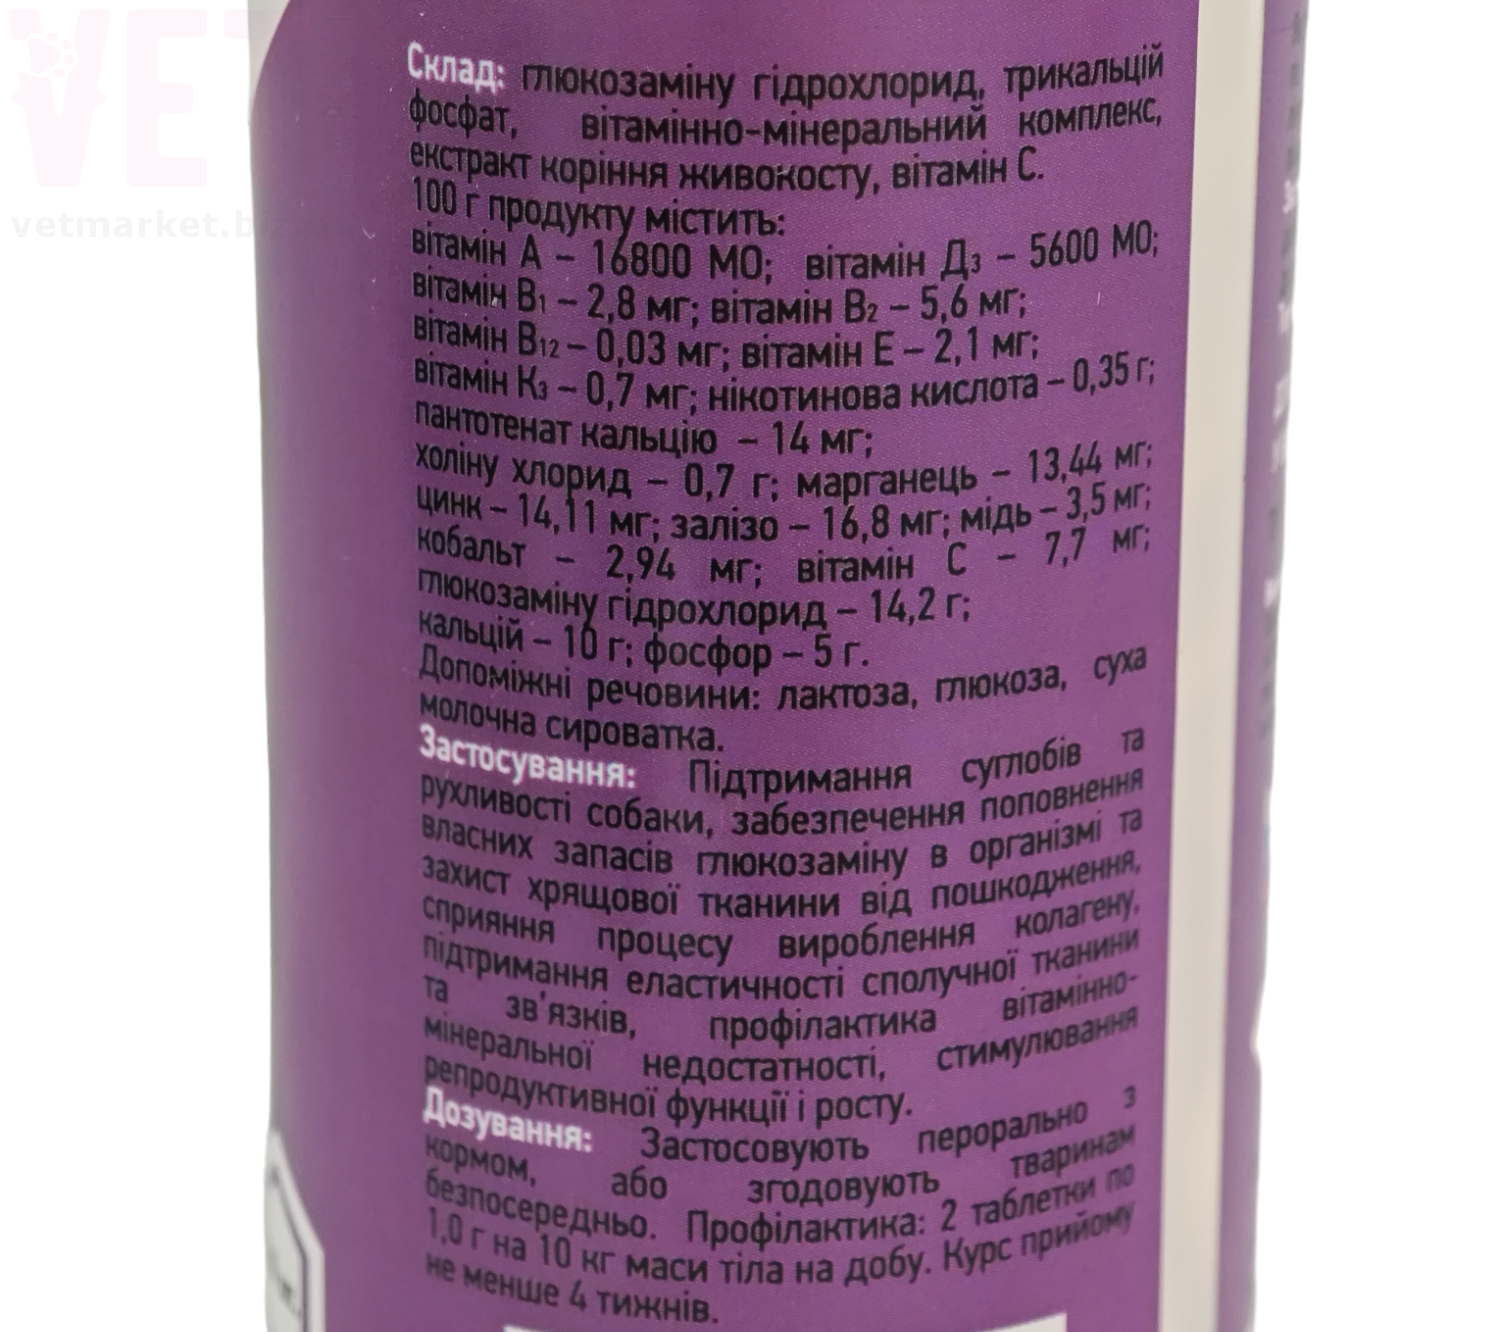 VET
vetmarket.biz.ua
Склад: глюкозаміну гідрохлорид, трикальцій
фосфат, вітамінно-мінеральний комплекс,
екстракт коріння живокосту, вітамін С.
100 г продукту містить:
вітамін А – 16800 МО; вітамін Д₃ – 5600 МО;
вітамін В₁ – 2,8 мг; вітамін В₂ – 5,6 мг;
вітамін В₁₂ – 0,03 мг; вітамін Е – 2,1 мг;
вітамін К₃ – 0,7 мг; нікотинова кислота – 0,35 г;
пантотенат кальцію – 14 мг;
холіну хлорид – 0,7 г; марганець – 13,44 мг;
цинк – 14,11 мг; залізо – 16,8 мг; мідь – 3,5 мг;
кобальт – 2,94 мг; вітамін С – 7,7 мг;
глюкозаміну гідрохлорид – 14,2 г;
кальцій – 10 г; фосфор – 5 г.
Допоміжні речовини: лактоза, глюкоза, суха
молочна сироватка.
Застосування: Підтримання суглобів та
рухливості собаки, забезпечення поповнення
власних запасів глюкозаміну в організмі та
захист хрящової тканини від пошкодження,
сприяння процесу вироблення колагену,
підтримання еластичності сполучної тканини
та зв'язків, профілактика вітамінно-
мінеральної недостатності, стимулювання
репродуктивної функції і росту.
Дозування: Застосовують перорально з
кормом, або згодовують тваринам
безпосередньо. Профілактика: 2 таблетки по
1,0 г на 10 кг маси тіла на добу. Курс прийому
не менше 4 тижнів.